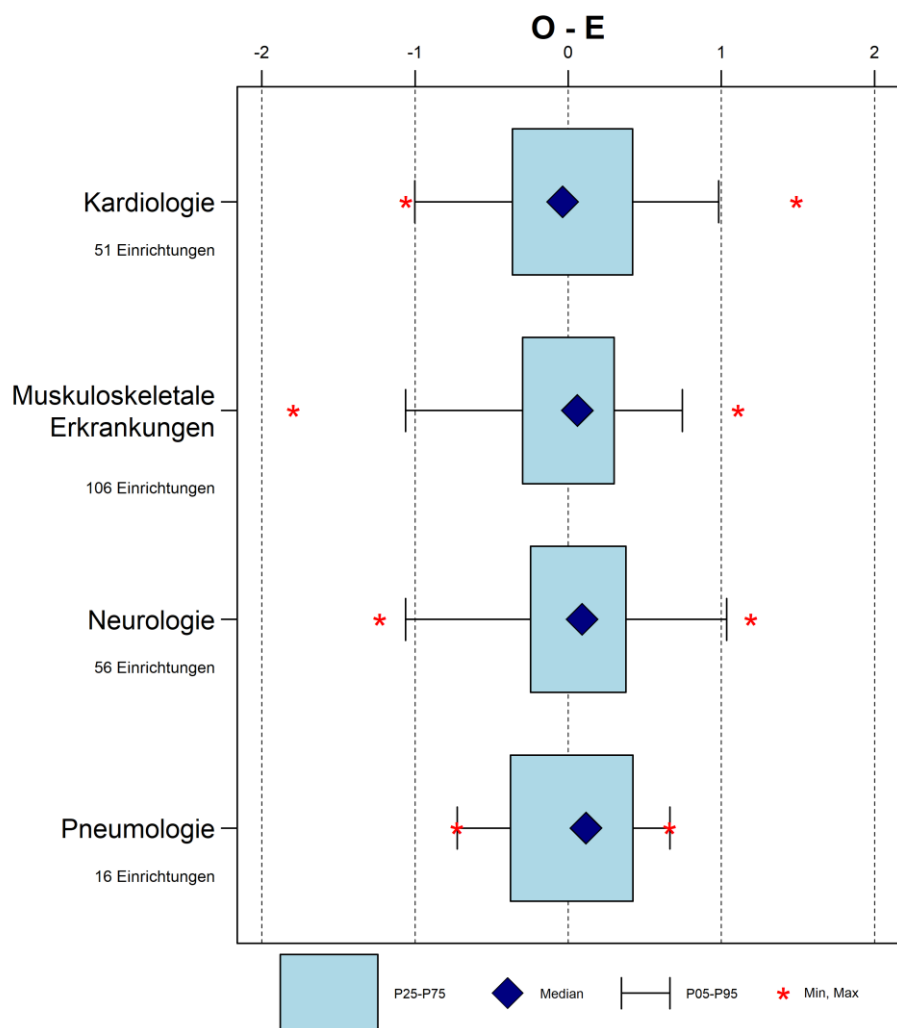 O - E
-2 -1 0 1 2
Kardiologie
51 Einrichtungen
Muskuloskeletale
Erkrankungen
106 Einrichtungen
Neurologie
56 Einrichtungen
Pneumologie
16 Einrichtungen
P25-P75 Median P05-P95 Min, Max